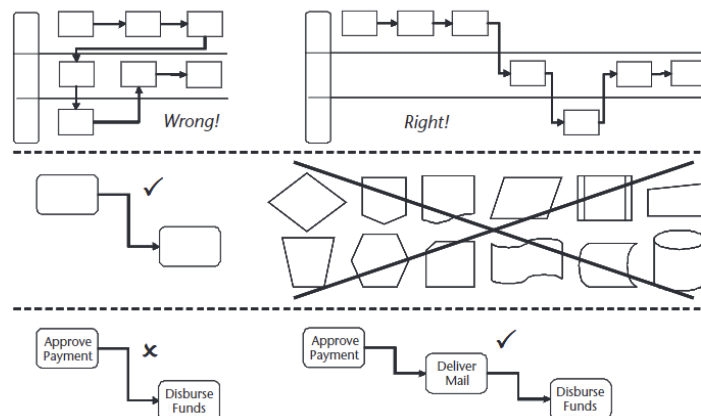 Wrong!
Right!
Approve
Payment
Disburse
Funds
Approve
Payment
Deliver
Mail
Disburse
Funds